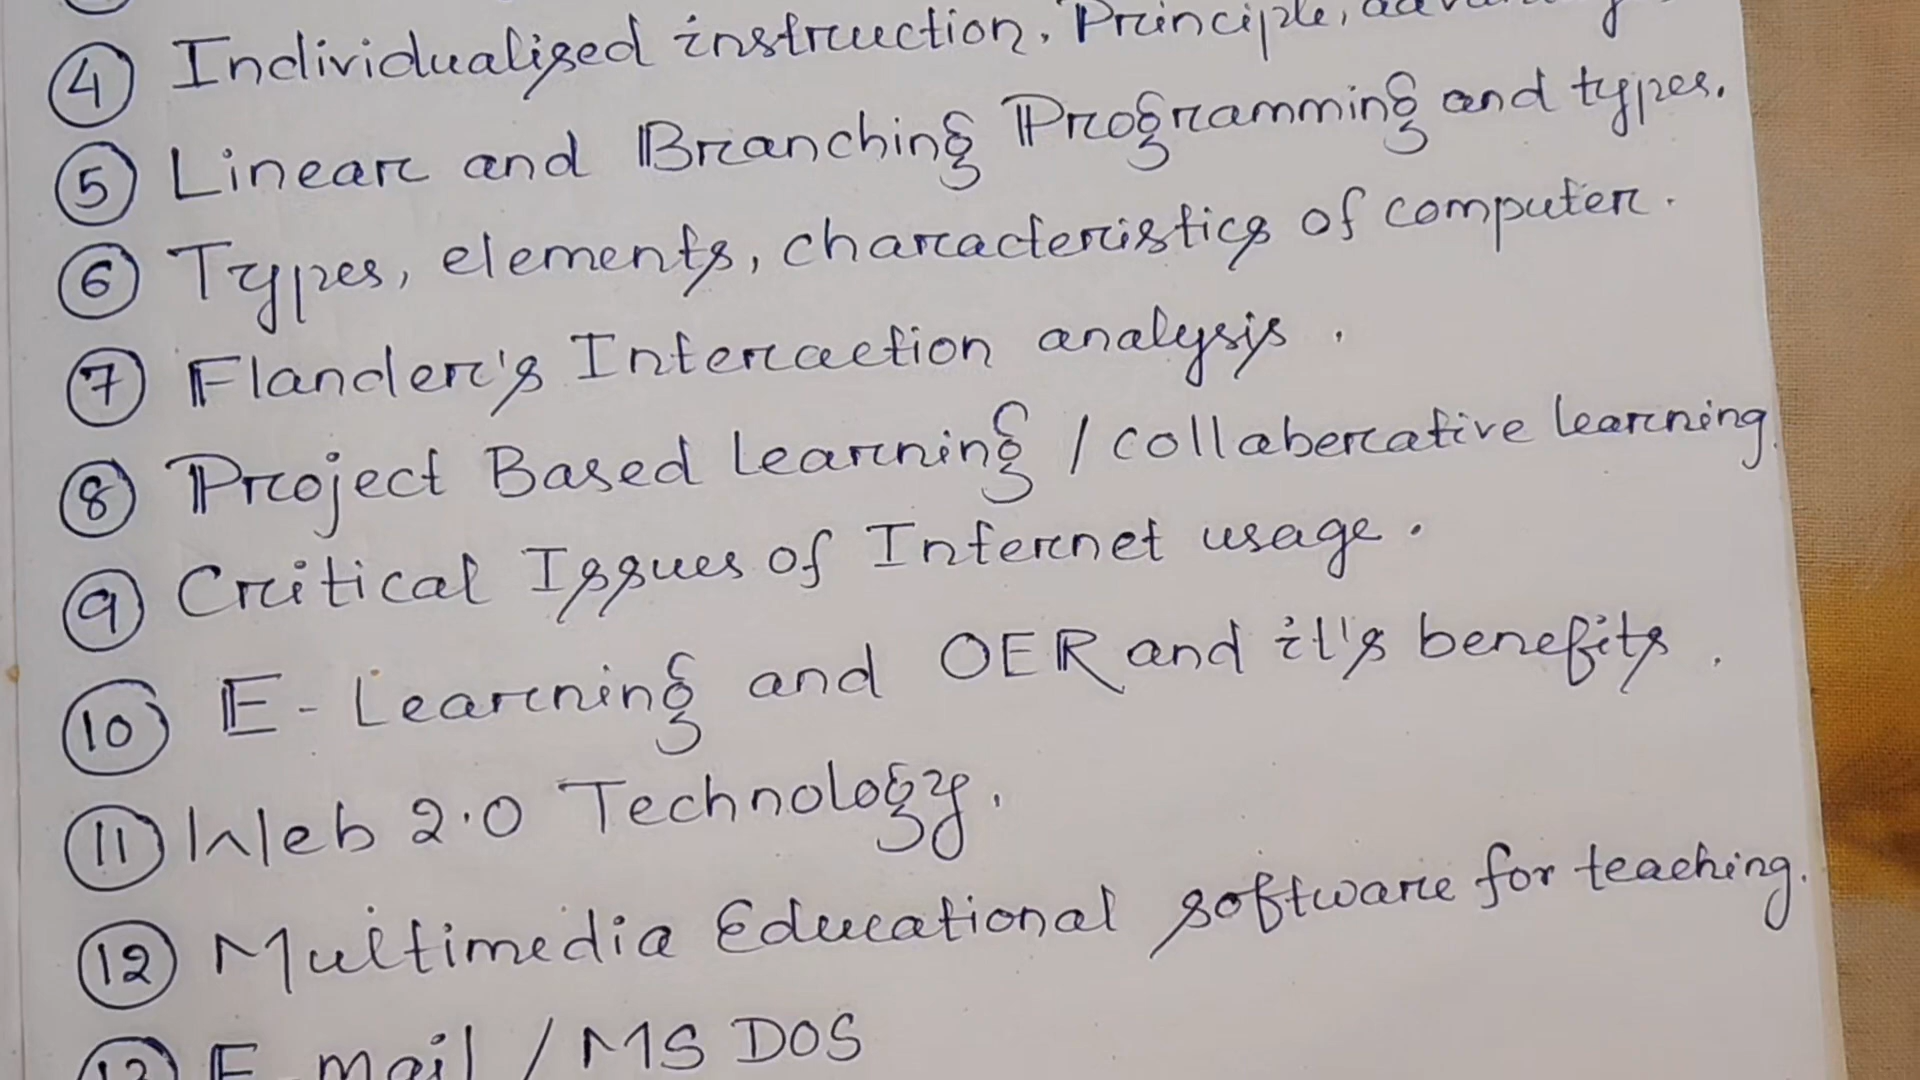 ④ Individualised instruction. Principle,
⑤ Linear and Branching Programming and types.
⑥ Types, elements, characteristics of computer.
⑦ Flander's Interaction analysis.
⑧ Project Based Learning / collaberative learning.
⑨ Critical Issues of Internet usage.
⑩ E-Learning and OER and it's benefits.
⑪ Web 2.0 Technology.
⑫ Multimedia Educational software for teaching.
⑬ E-mail / MS DOS